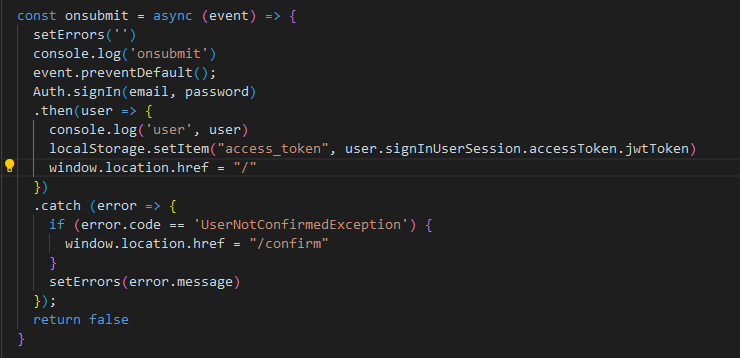 const onsubmit = async (event) => {
setErrors('')
console.log('onsubmit')
event.preventDefault();
Auth.signIn(email, password)
.then(user => {
console.log('user', user)
localStorage.setItem("access_token", user.signInUserSession.accessToken.jwtToken)
window.location.href = "/"
})
.catch (error => {
if (error.code == 'UserNotConfirmedException') {
window.location.href = "/confirm"
}
setErrors(error.message)
});
return false
}